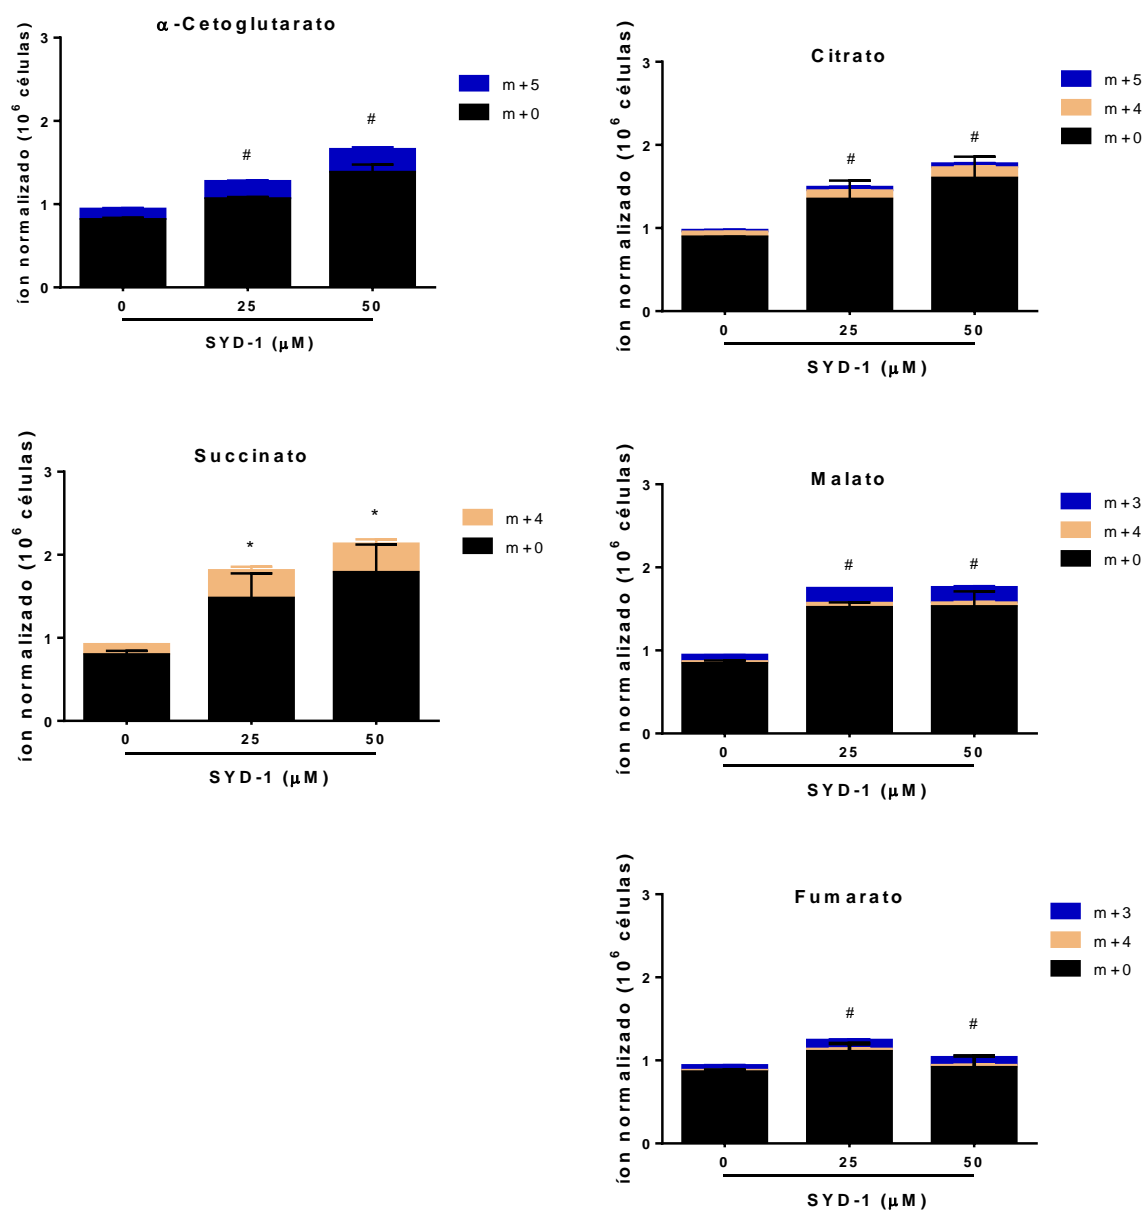 α-Cetoglutarato
íon normalizado (10⁶ células)
3
2
1
0
m+5
m+0
#
#
0 25 50
SYD-1 (μM)
Citrato
íon normalizado (10⁶ células)
3
2
1
0
m+5
m+4
m+0
#
#
0 25 50
SYD-1 (μM)
Succinato
íon normalizado (10⁶ células)
3
2
1
0
m+4
m+0
*
*
0 25 50
SYD-1 (μM)
Malato
íon normalizado (10⁶ células)
3
2
1
0
m+3
m+4
m+0
#
#
0 25 50
SYD-1 (μM)
Fumarato
íon normalizado (10⁶ células)
3
2
1
0
m+3
m+4
m+0
#
#
0 25 50
SYD-1 (μM)